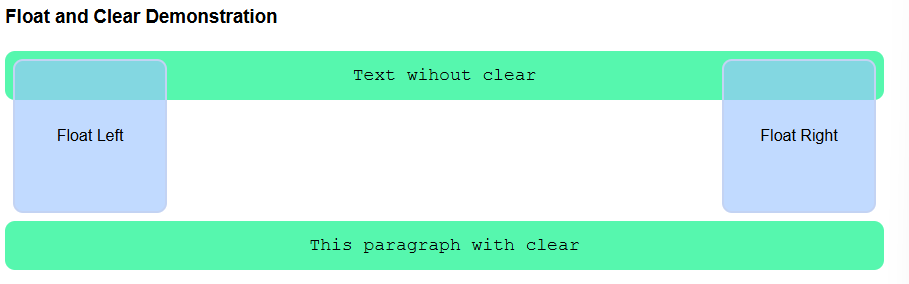 Float and Clear Demonstration
Text wihout clear
Float Left
Float Right
This paragraph with clear